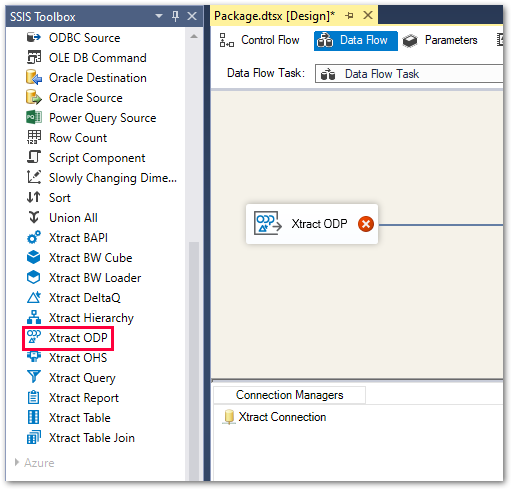 SSIS Toolbox
ODBC Source
OLE DB Command
Oracle Destination
Oracle Source
Power Query Source
Row Count
Script Component
Slowly Changing Dime...
Sort
Union All
Xtract BAPI
Xtract BW Cube
Xtract BW Loader
Xtract DeltaQ
Xtract Hierarchy
Xtract ODP
Xtract OHS
Xtract Query
Xtract Report
Xtract Table
Xtract Table Join
Azure
Package.dtsx [Design]*
Control Flow Data Flow Parameters
Data Flow Task: Data Flow Task
Xtract ODP
Connection Managers
Xtract Connection